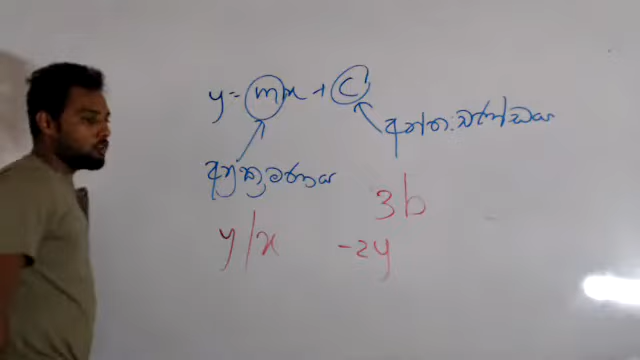 y = mx + c
අන්තඃඛණ්ඩය
අනුක්‍රමණය
3b
y/x -2y